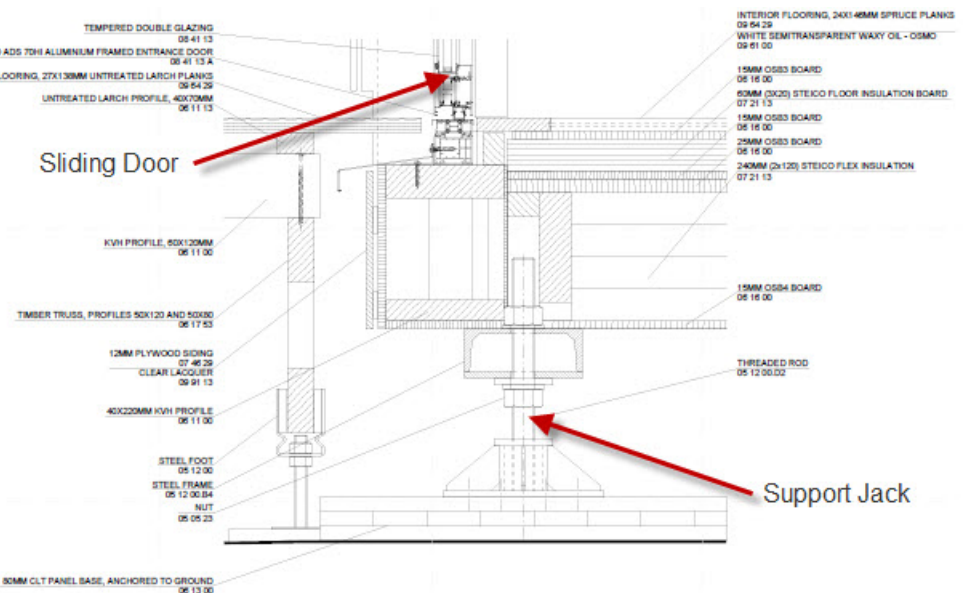 TEMPERED DOUBLE GLAZING
08 41 13
ADS 70HI ALUMINIUM FRAMED ENTRANCE DOOR
08 41 13 A
LOORING, 27X138MM UNTREATED LARCH PLANKS
09 64 29
UNTREATED LARCH PROFILE, 40X70MM
06 11 13
Sliding Door
KVH PROFILE, 60X120MM
06 11 00
TIMBER TRUSS, PROFILES 50X120 AND 50X80
06 17 53
12MM PLYWOOD SIDING
07 46 29
CLEAR LACQUER
09 91 13
40X220MM KVH PROFILE
06 11 00
STEEL FOOT
05 12 00
STEEL FRAME
05 12 00.B4
NUT
05 05 23
80MM CLT PANEL BASE, ANCHORED TO GROUND
06 13 00
INTERIOR FLOORING, 24X146MM SPRUCE PLANKS
09 64 29
WHITE SEMITRANSPARENT WAXY OIL - OSMO
09 61 00
15MM OSB3 BOARD
06 16 00
60MM (3X20) STEICO FLOOR INSULATION BOARD
07 21 13
15MM OSB3 BOARD
06 16 00
25MM OSB3 BOARD
06 16 00
240MM (2x120) STEICO FLEX INSULATION
07 21 13
15MM OSB4 BOARD
06 16 00
THREADED ROD
05 12 00.D2
Support Jack